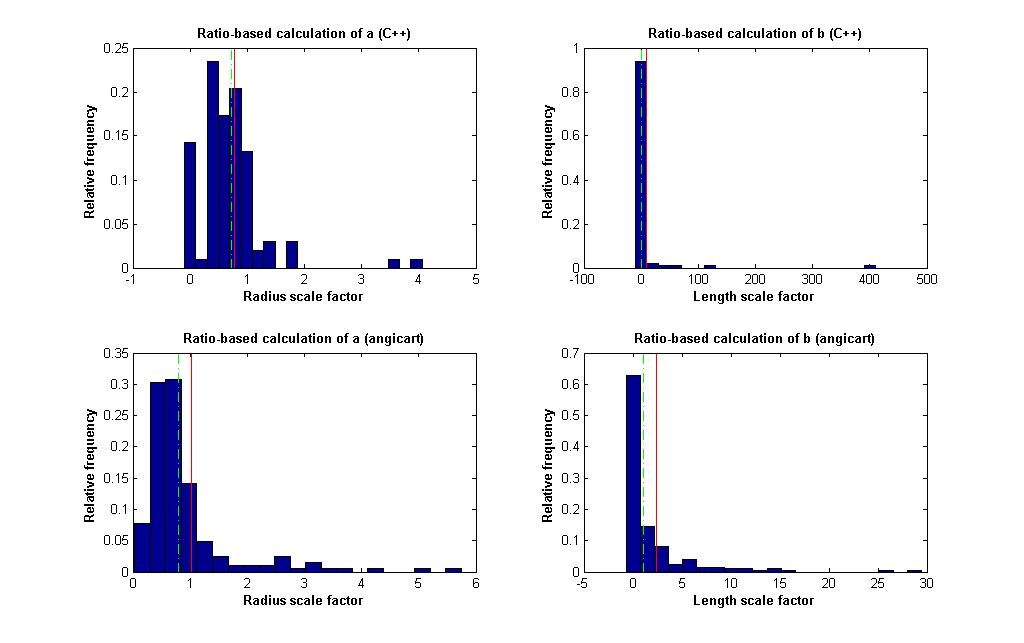 Ratio-based calculation of a (C++)
0.25
0.2
0.15
0.1
0.05
0
Relative frequency
-1 0 1 2 3 4 5
Radius scale factor
Ratio-based calculation of b (C++)
1
0.8
0.6
0.4
0.2
0
Relative frequency
-100 0 100 200 300 400 500
Length scale factor
Ratio-based calculation of a (angicart)
0.35
0.3
0.25
0.2
0.15
0.1
0.05
0
Relative frequency
0 1 2 3 4 5 6
Radius scale factor
Ratio-based calculation of b (angicart)
0.7
0.6
0.5
0.4
0.3
0.2
0.1
0
Relative frequency
-5 0 5 10 15 20 25 30
Length scale factor